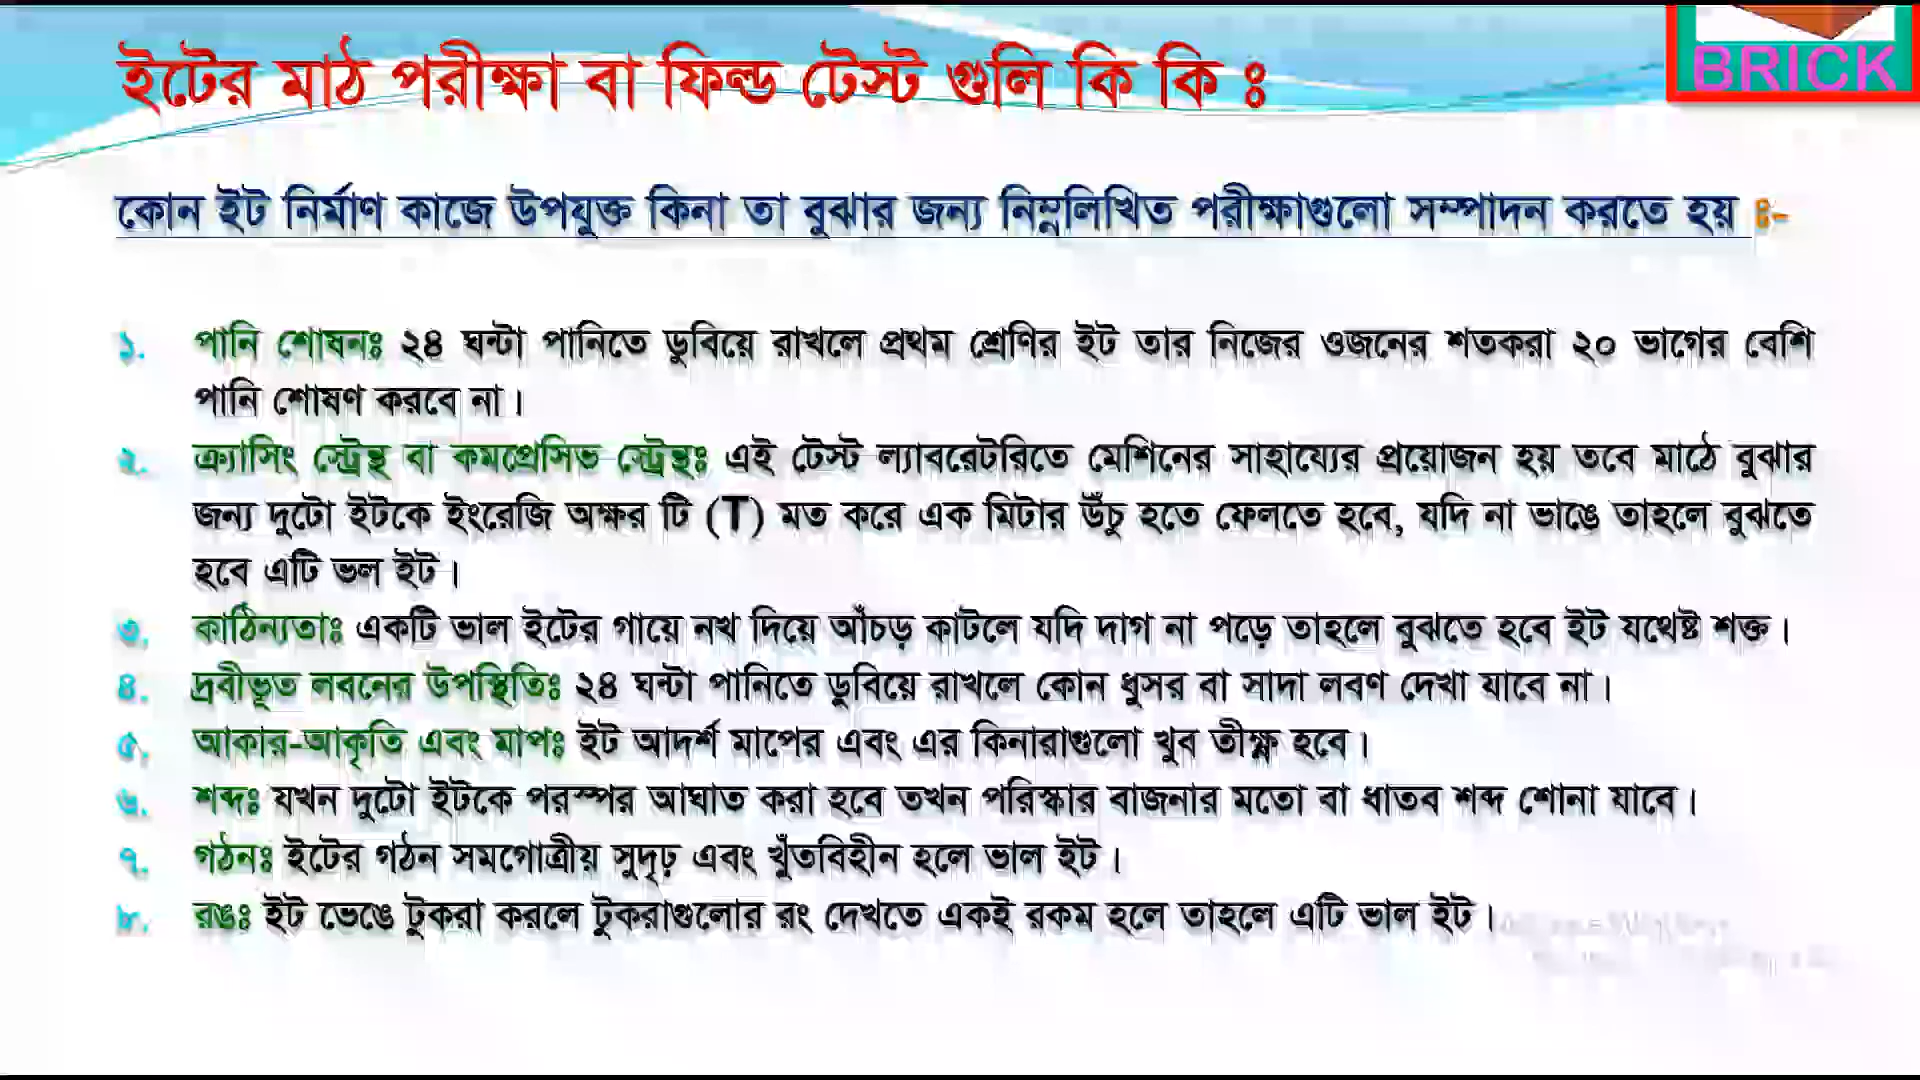 ইটের মাঠ পরীক্ষা বা ফিল্ড টেস্ট গুলি কি কি ঃ
BRICK
কোন ইট নির্মাণ কাজে উপযুক্ত কিনা তা বুঝার জন্য নিম্নলিখিত পরীক্ষাগুলো সম্পাদন করতে হয় ঃ-
১. পানি শোষনঃ ২৪ ঘন্টা পানিতে ডুবিয়ে রাখলে প্রথম শ্রেণির ইট তার নিজের ওজনের শতকরা ২০ ভাগের বেশি
পানি শোষণ করবে না।
২. ক্র্যাসিং স্ট্রেন্থ বা কমপ্রেসিভ স্ট্রেন্থঃ এই টেস্ট ল্যাবরেটরিতে মেশিনের সাহায্যের প্রয়োজন হয় তবে মাঠে বুঝার
জন্য দুটো ইটকে ইংরেজি অক্ষর টি (T) মত করে এক মিটার উঁচু হতে ফেলতে হবে, যদি না ভাঙে তাহলে বুঝতে
হবে এটি ভল ইট।
৩. কাঠিন্যতাঃ একটি ভাল ইটের গায়ে নখ দিয়ে আঁচড় কাটলে যদি দাগ না পড়ে তাহলে বুঝতে হবে ইট যথেষ্ট শক্ত।
৪. দ্রবীভূত লবনের উপস্থিতিঃ ২৪ ঘন্টা পানিতে ডুবিয়ে রাখলে কোন ধুসর বা সাদা লবণ দেখা যাবে না।
৫. আকার-আকৃতি এবং মাপঃ ইট আদর্শ মাপের এবং এর কিনারাগুলো খুব তীক্ষ্ণ হবে।
৬. শব্দঃ যখন দুটো ইটকে পরস্পর আঘাত করা হবে তখন পরিস্কার বাজনার মতো বা ধাতব শব্দ শোনা যাবে।
৭. গঠনঃ ইটের গঠন সমগোত্রীয় সুদৃঢ় এবং খুঁতবিহীন হলে ভাল ইট।
৮. রঙঃ ইট ভেঙে টুকরা করলে টুকরাগুলোর রং দেখতে একই রকম হলে তাহলে এটি ভাল ইট।